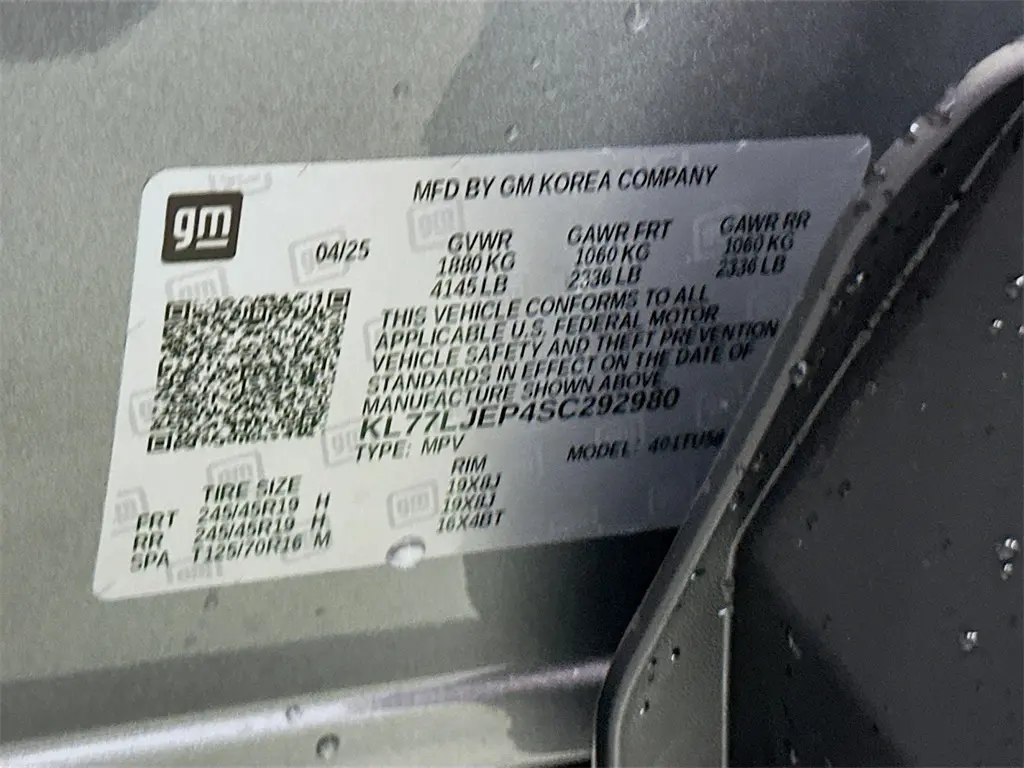 MFD BY GM KOREA COMPANY
gm
04/25
GVWR GAWR FRT GAWR RR
1880 KG 1060 KG 1060 KG
4145 LB 2336 LB 2336 LB
THIS VEHICLE CONFORMS TO ALL
APPLICABLE U.S. FEDERAL MOTOR
VEHICLE SAFETY AND THEFT PREVENTION
STANDARDS IN EFFECT ON THE DATE OF
MANUFACTURE SHOWN ABOVE
KL77LJEP4SC292980
TYPE: MPV MODEL:
TIRE SIZE RIM
FRT 245/45R19 H 19X8J
RR 245/45R19 H 19X8J
SPA T125/70R16 M 16X4BT